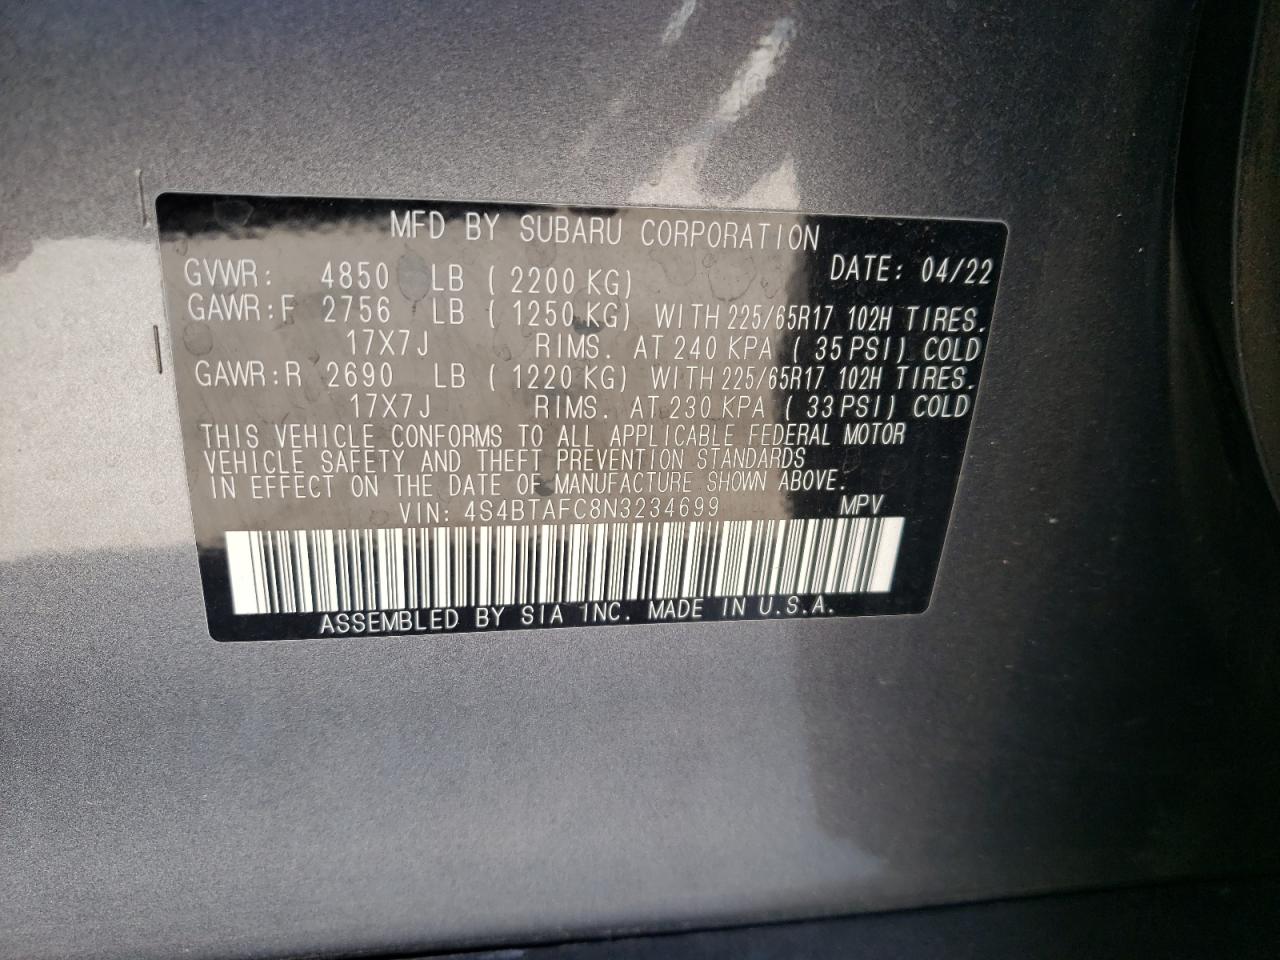 MFD BY SUBARU CORPORATION
GVWR: 4850 LB ( 2200 KG) DATE: 04/22
GAWR:F 2756 LB ( 1250 KG) WITH 225/65R17 102H TIRES.
17X7J RIMS. AT 240 KPA ( 35 PSI) COLD
GAWR:R 2690 LB ( 1220 KG) WITH 225/65R17 102H TIRES.
17X7J RIMS. AT 230 KPA ( 33 PSI) COLD
THIS VEHICLE CONFORMS TO ALL APPLICABLE FEDERAL MOTOR
VEHICLE SAFETY AND THEFT PREVENTION STANDARDS
IN EFFECT ON THE DATE OF MANUFACTURE SHOWN ABOVE.
VIN: 4S4BTAFC8N3234699 MPV
ASSEMBLED BY SIA INC. MADE IN U.S.A.